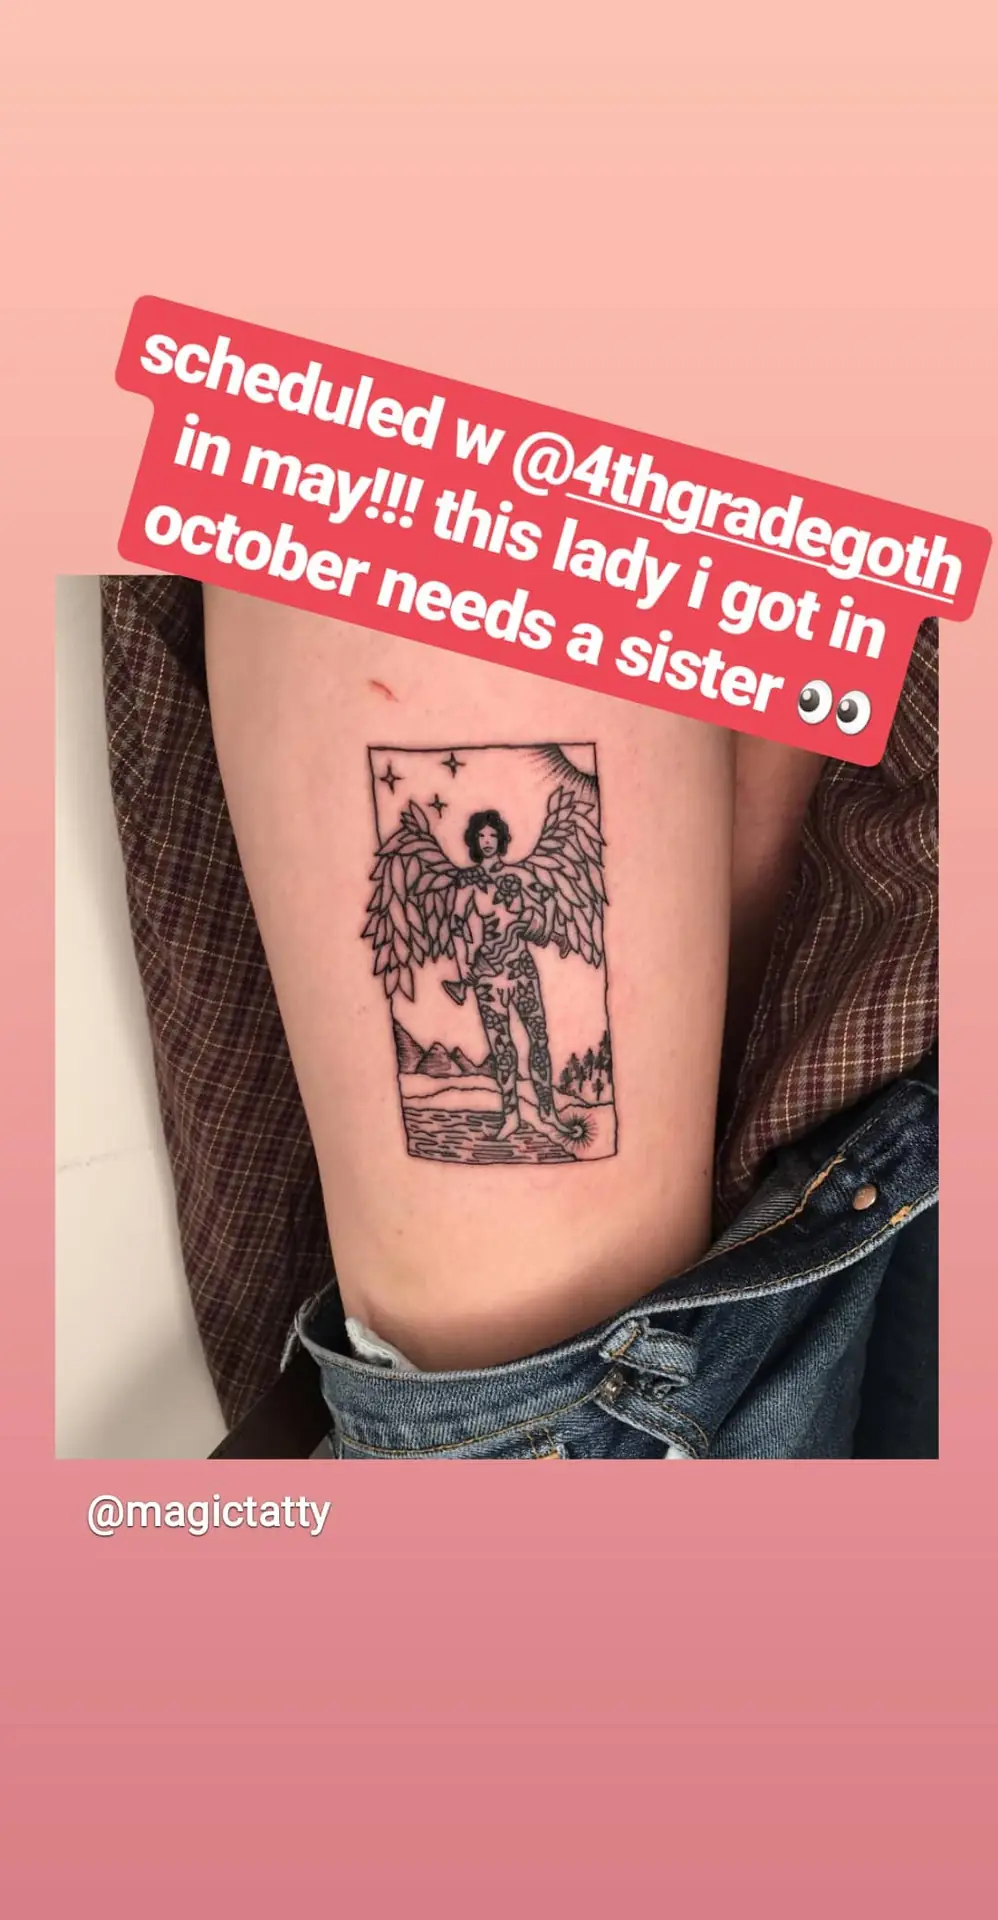 scheduled w @4thgradegoth
in may!!! this lady i got in
october needs a sister 👀
@magictatty